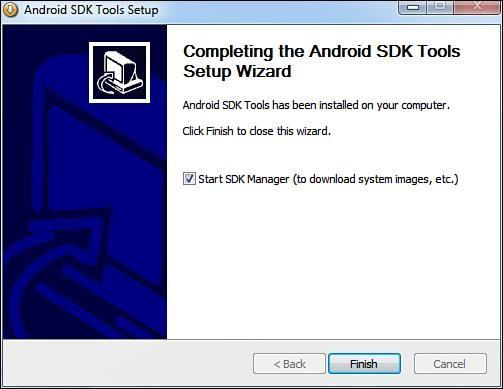 Android SDK Tools Setup
Completing the Android SDK Tools
Setup Wizard
Android SDK Tools has been installed on your computer.
Click Finish to close this wizard.
Start SDK Manager (to download system images, etc.)
< Back
Finish
Cancel